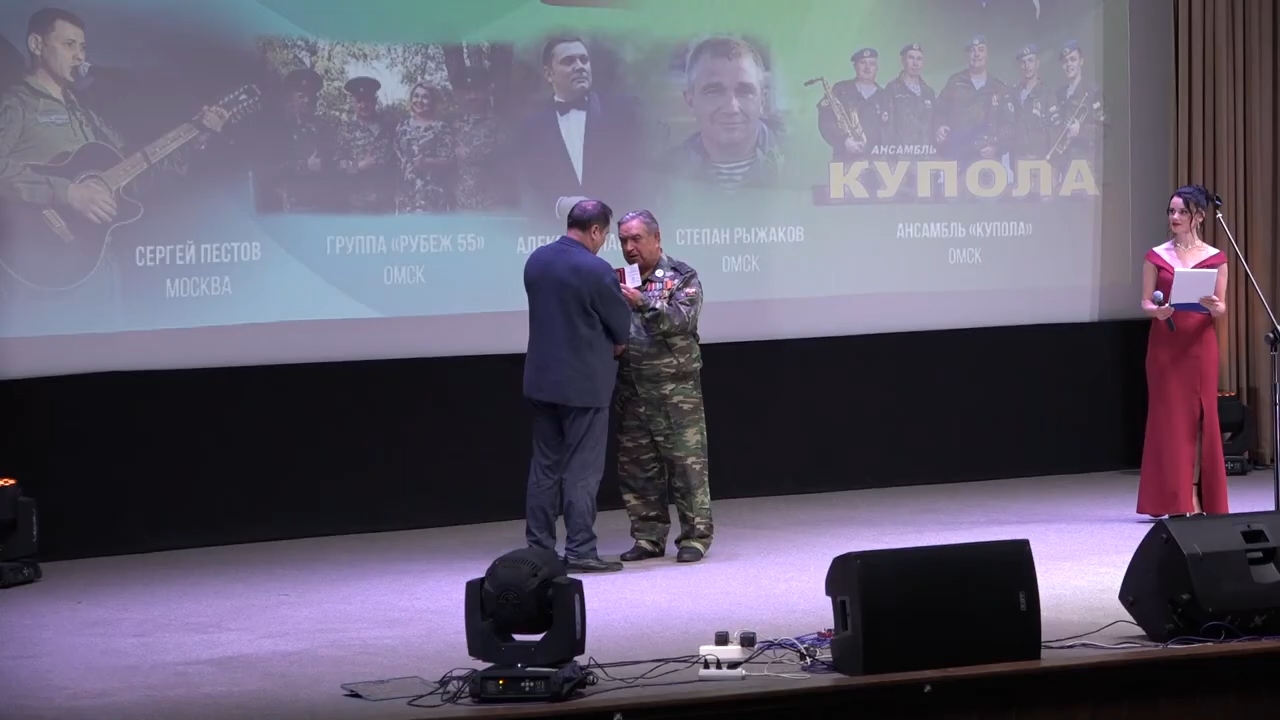 АНСАМБЛЬ
КУПОЛА
СЕРГЕЙ ПЕСТОВ
МОСКВА
ГРУППА «РУБЕЖ 55»
ОМСК
СТЕПАН РЫЖАКОВ
ОМСК
АНСАМБЛЬ «КУПОЛА»
ОМСК